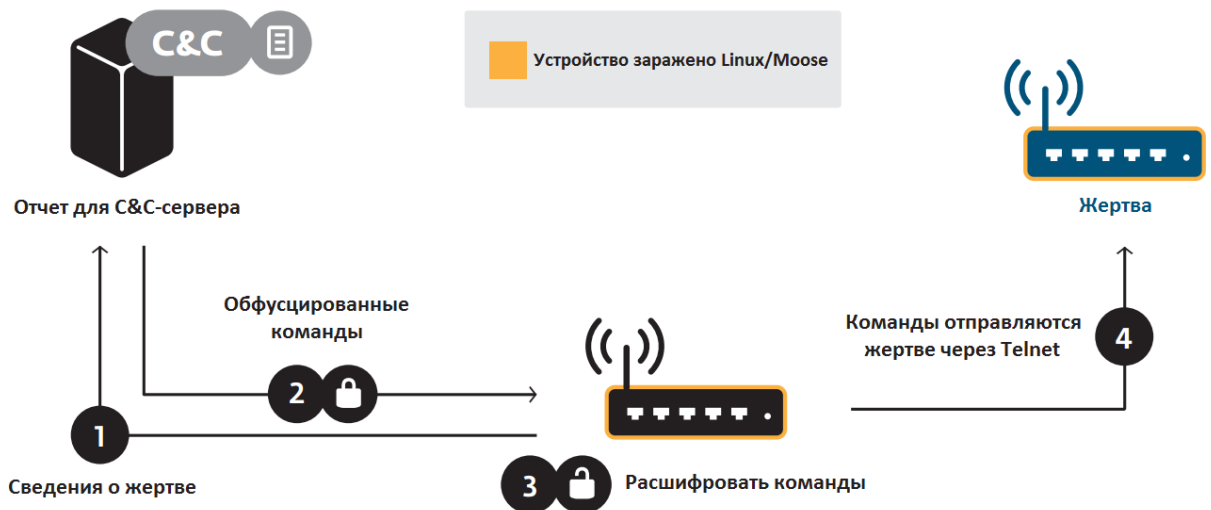 C&C
Устройство заражено Linux/Moose
Отчет для C&C-сервера
Жертва
Обфусцированные
команды
2
Команды отправляются
жертве через Telnet
4
1
Сведения о жертве
3
Расшифровать команды